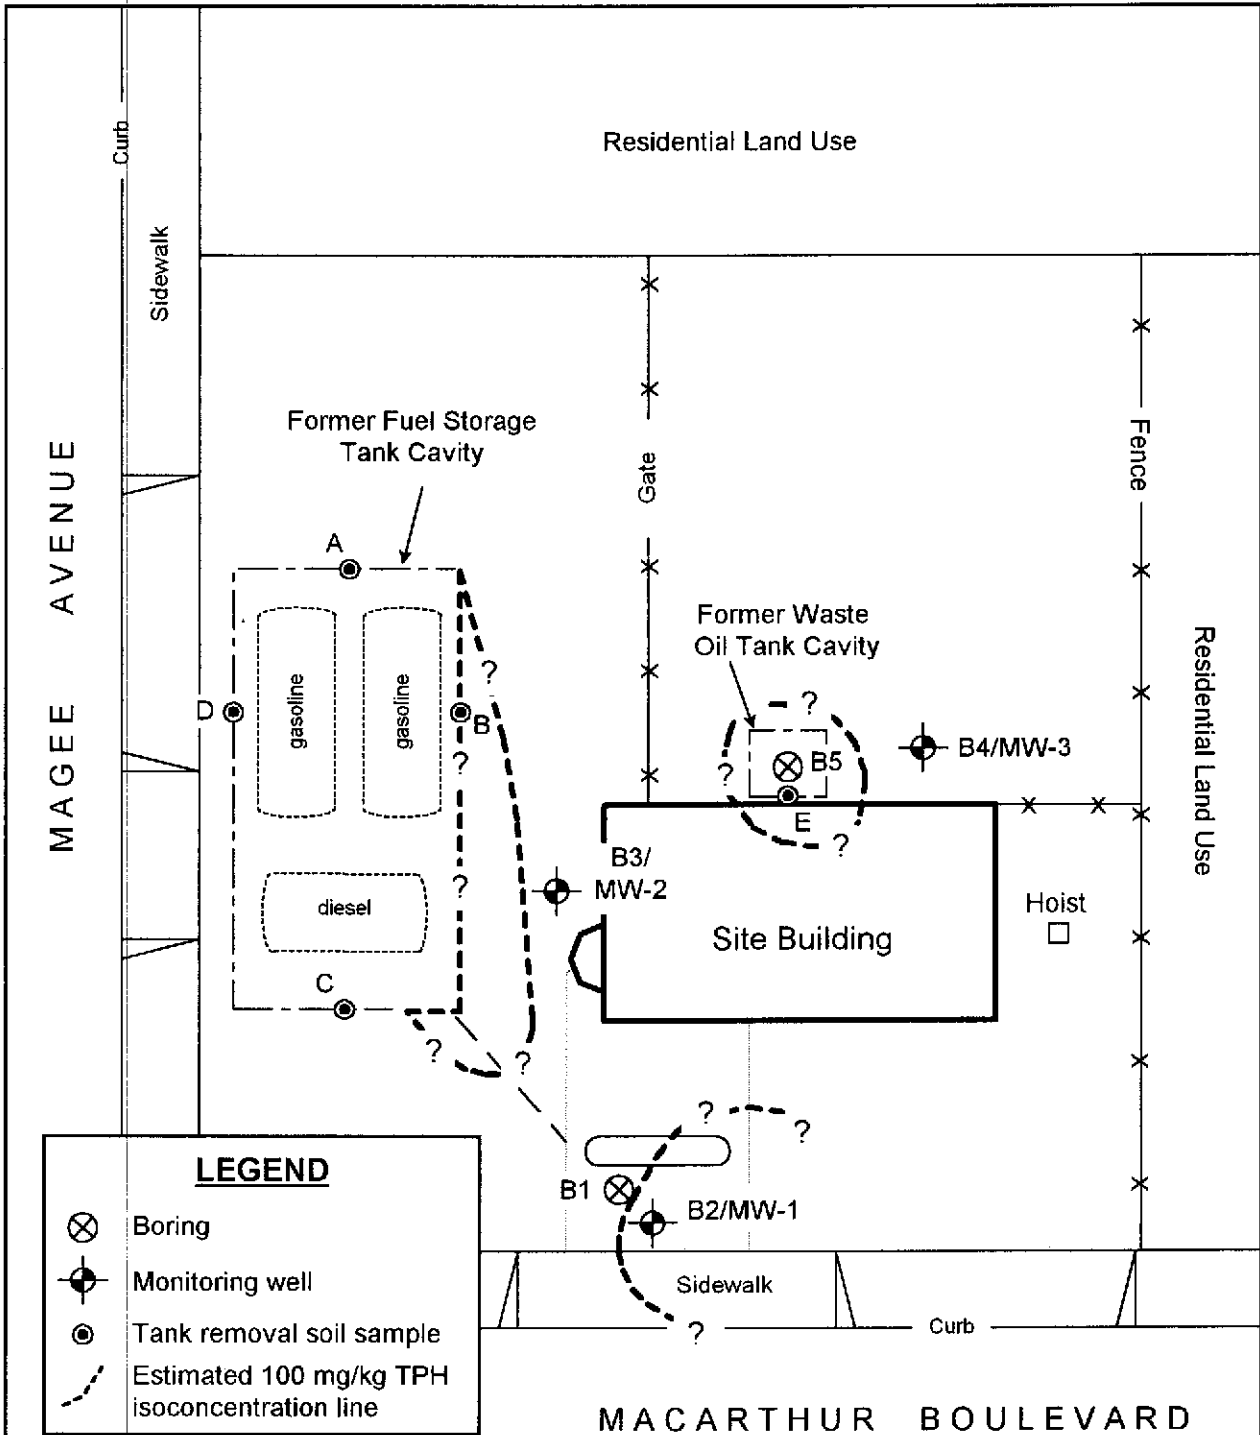 Residential Land Use
Curb
Sidewalk
MAGEE AVENUE
Former Fuel Storage
Tank Cavity
Gate
Fence
Residential Land Use
A
gasoline
gasoline
D
B
?
?
?
diesel
C
?
?
Former Waste
Oil Tank Cavity
?
?
B5
E
?
B4/MW-3
B3/
MW-2
Site Building
Hoist
?
?
B1
B2/MW-1
Sidewalk
?
Curb
LEGEND
Boring
Monitoring well
Tank removal soil sample
Estimated 100 mg/kg TPH
isoconcentration line
MACARTHUR BOULEVARD